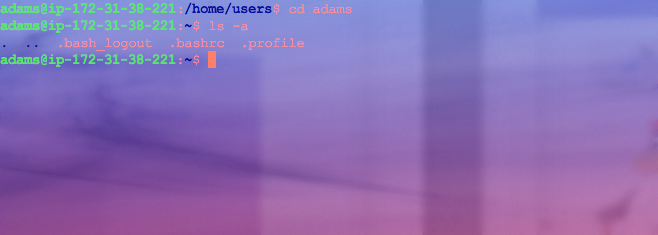 adams@ip-172-31-38-221:/home/users$ cd adams
adams@ip-172-31-38-221:~$ ls -a
.  ..  .bash_logout  .bashrc  .profile
adams@ip-172-31-38-221:~$